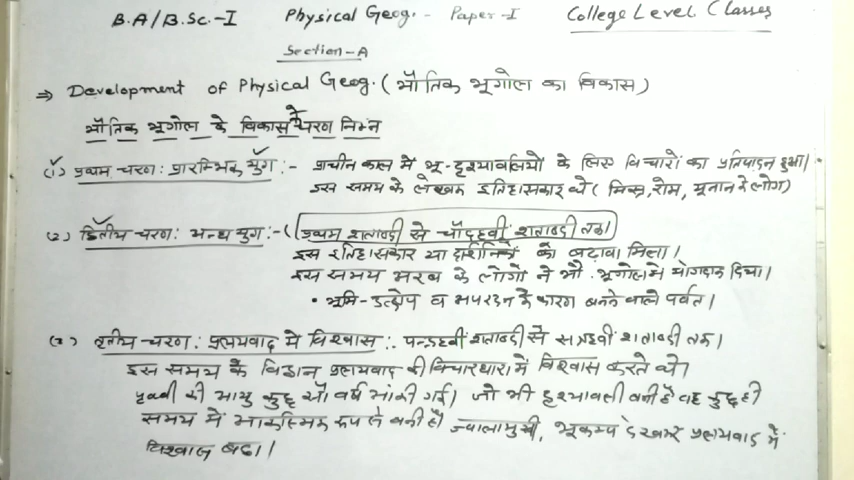 B.A/B.Sc.-I Physical Geog. - Paper-I College Level Classes
Section-A
⇒ Development of Physical Geog. (भौतिक भूगोल का विकास)
भौतिक भूगोल के विकास के चरण निम्न
(1) प्रथम चरण: प्रारम्भिक युग :- प्राचीन काल में भू-दृश्यावलियों के लिए विचारों का प्रतिपादन हुआ।
इस समय के लेखक इतिहासकार थे (मिस्र, रोम, यूनान के लोग)
(2) द्वितीय चरण: मध्य युग :- (प्रथम शताब्दी से चौदहवीं शताब्दी तक)
इस इतिहासकार या दार्शनिकों को बढ़ावा मिला।
इस समय अरब के लोगों ने भौ. भूगोल में योगदान दिया।
• भूमि-उत्क्षेप व अपरदन के कारण बनने वाले पर्वत।
(3) तृतीय चरण: प्रलयवाद में विश्वास :- पन्द्रहवीं शताब्दी से सत्रहवीं शताब्दी तक।
इस समय के विद्वान प्रलयवाद की विचारधारा में विश्वास करते थे।
पृथ्वी की आयु कुछ सौ वर्ष आंकी गई। जो भी दृश्यावली बनी है वह कुछ ही
समय में आकस्मिक रूप से बनी है। ज्वालामुखी, भूकम्प देखकर प्रलयवाद में
विश्वास बढ़ा।